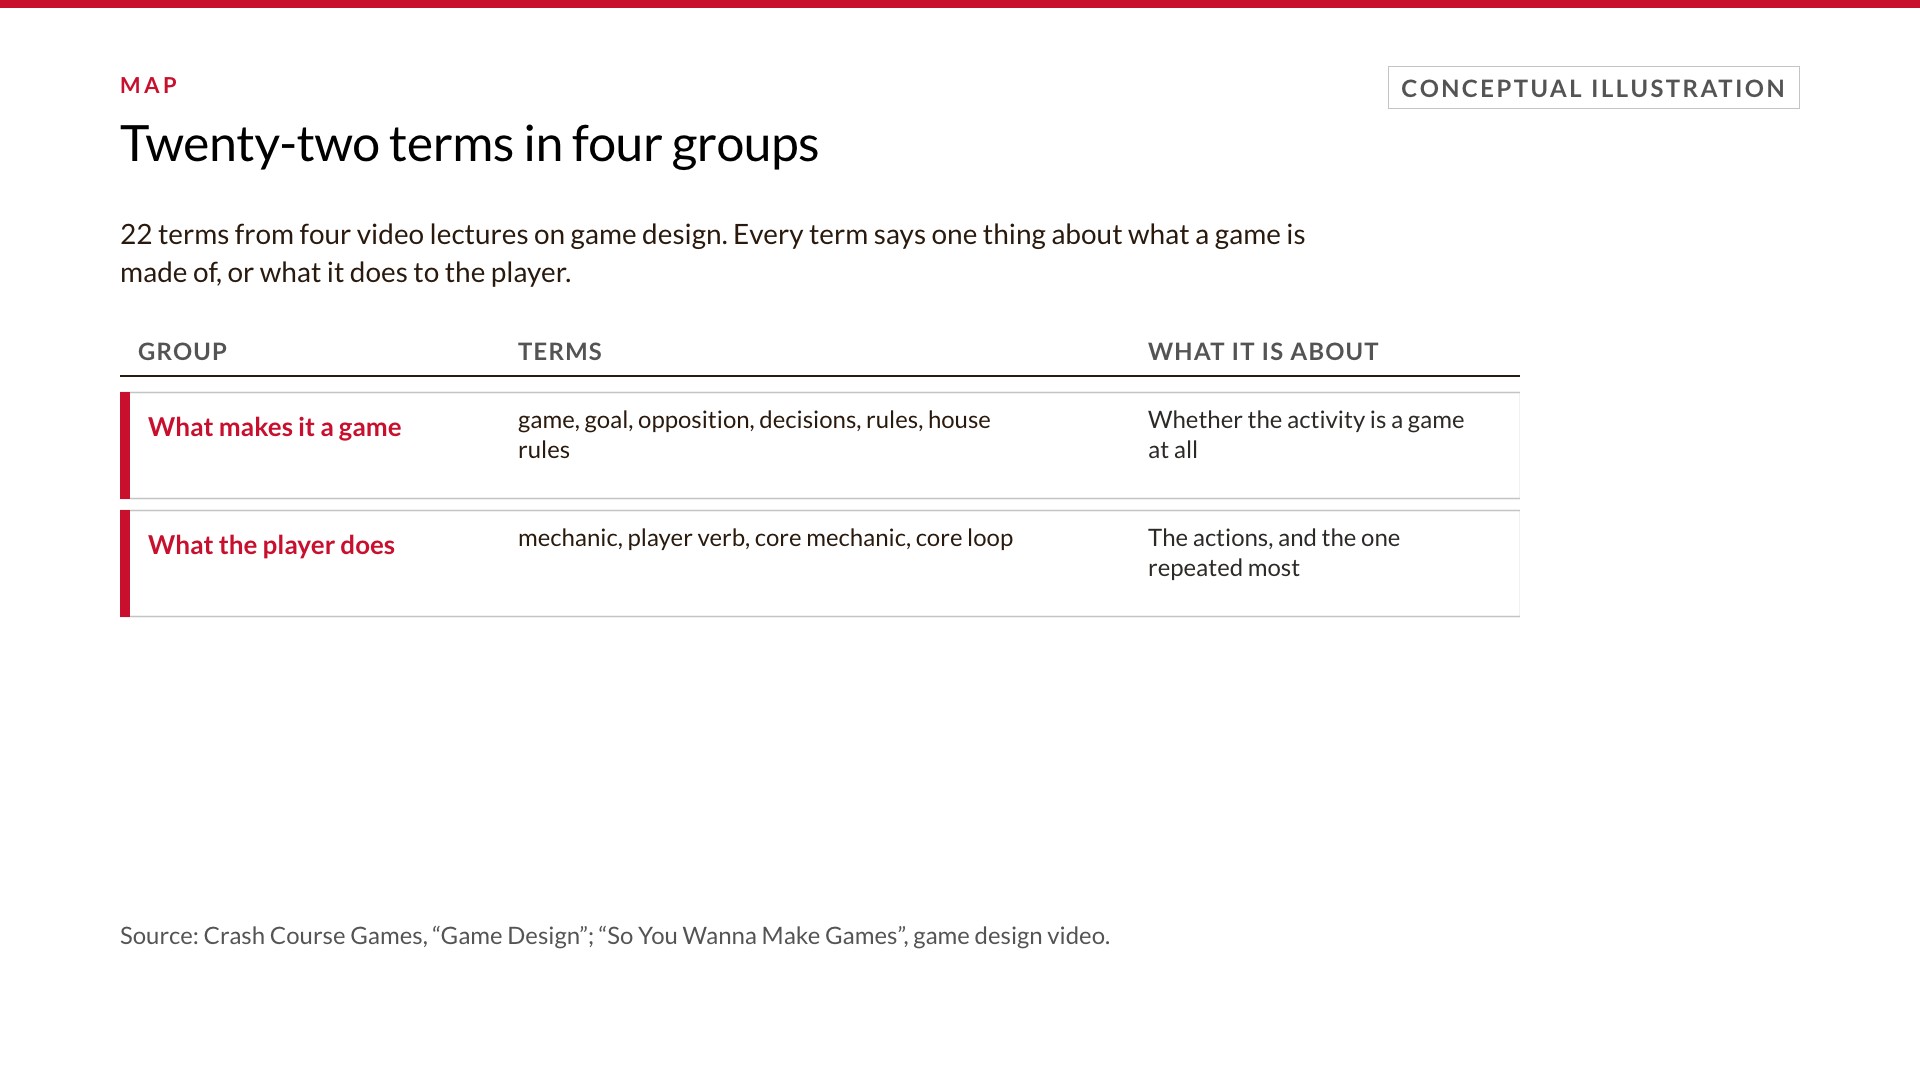 MAP
CONCEPTUAL ILLUSTRATION
Twenty-two terms in four groups
22 terms from four video lectures on game design. Every term says one thing about what a game is
made of, or what it does to the player.
GROUP
TERMS
WHAT IT IS ABOUT
What makes it a game
game, goal, opposition, decisions, rules, house
rules
Whether the activity is a game
at all
What the player does
mechanic, player verb, core mechanic, core loop
The actions, and the one
repeated most
Source: Crash Course Games, “Game Design”; “So You Wanna Make Games”, game design video.